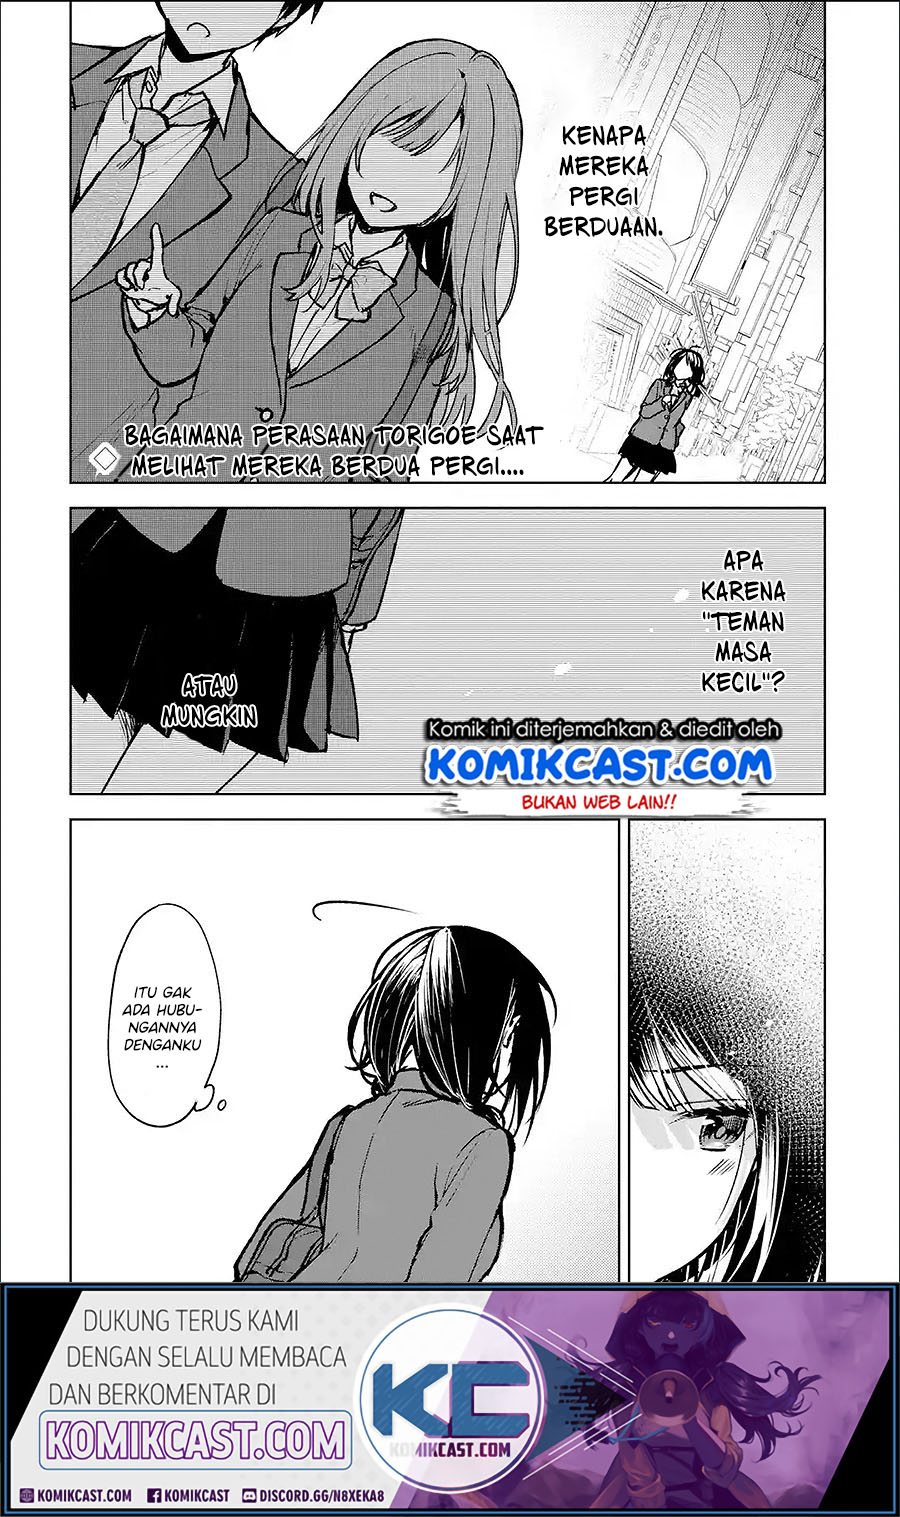 KENAPA
MEREKA
PERGI
BERDUAAN.
BAGAIMANA PERASAAN TORIGOE SAAT
MELIHAT MEREKA BERDUA PERGI....
APA
KARENA
"TEMAN
MASA
KECIL"?
ATAU
MUNGKIN
Komik ini diterjemahkan & diedit oleh
KOMIKCAST.COM
BUKAN WEB LAIN!!
ITU GAK
ADA HUBU-
NGANNYA
DENGANKU
...
DUKUNG TERUS KAMI
DENGAN SELALU MEMBACA
DAN BERKOMENTAR DI
KOMIKCAST.COM
KC
KOMIKCAST.COM
KOMIKCAST.COM
KOMIKCAST
DISCORD.GG/N8XEKA8